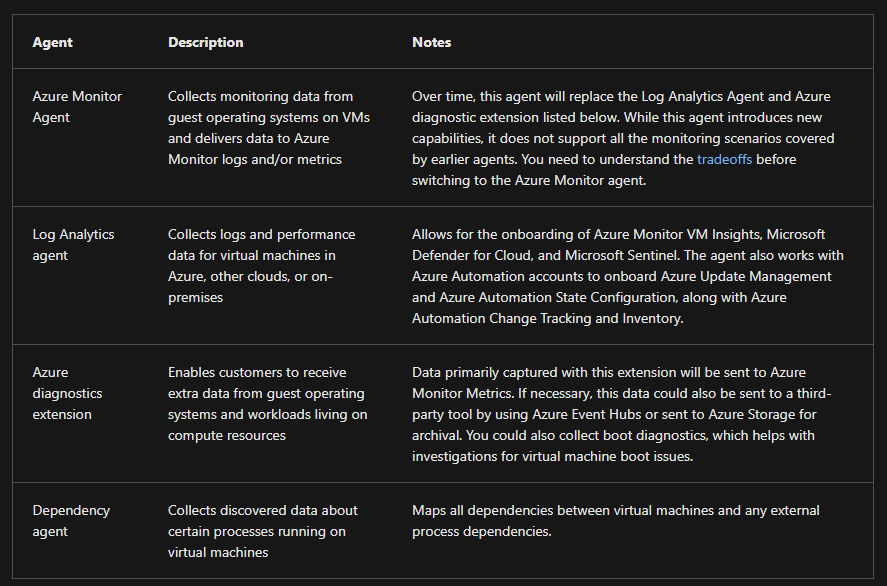 Agent Description Notes
Azure Monitor Agent
Collects monitoring data from
guest operating systems on VMs
and delivers data to Azure
Monitor logs and/or metrics
Over time, this agent will replace the Log Analytics Agent and Azure
diagnostic extension listed below. While this agent introduces new
capabilities, it does not support all the monitoring scenarios covered
by earlier agents. You need to understand the tradeoffs before
switching to the Azure Monitor agent.
Log Analytics
agent
Collects logs and performance
data for virtual machines in
Azure, other clouds, or on-
premises
Allows for the onboarding of Azure Monitor VM Insights, Microsoft
Defender for Cloud, and Microsoft Sentinel. The agent also works with
Azure Automation accounts to onboard Azure Update Management
and Azure Automation State Configuration, along with Azure
Automation Change Tracking and Inventory.
Azure
diagnostics
extension
Enables customers to receive
extra data from guest operating
systems and workloads living on
compute resources
Data primarily captured with this extension will be sent to Azure
Monitor Metrics. If necessary, this data could also be sent to a third-
party tool by using Azure Event Hubs or sent to Azure Storage for
archival. You could also collect boot diagnostics, which helps with
investigations for virtual machine boot issues.
Dependency
agent
Collects discovered data about
certain processes running on
virtual machines
Maps all dependencies between virtual machines and any external
process dependencies.